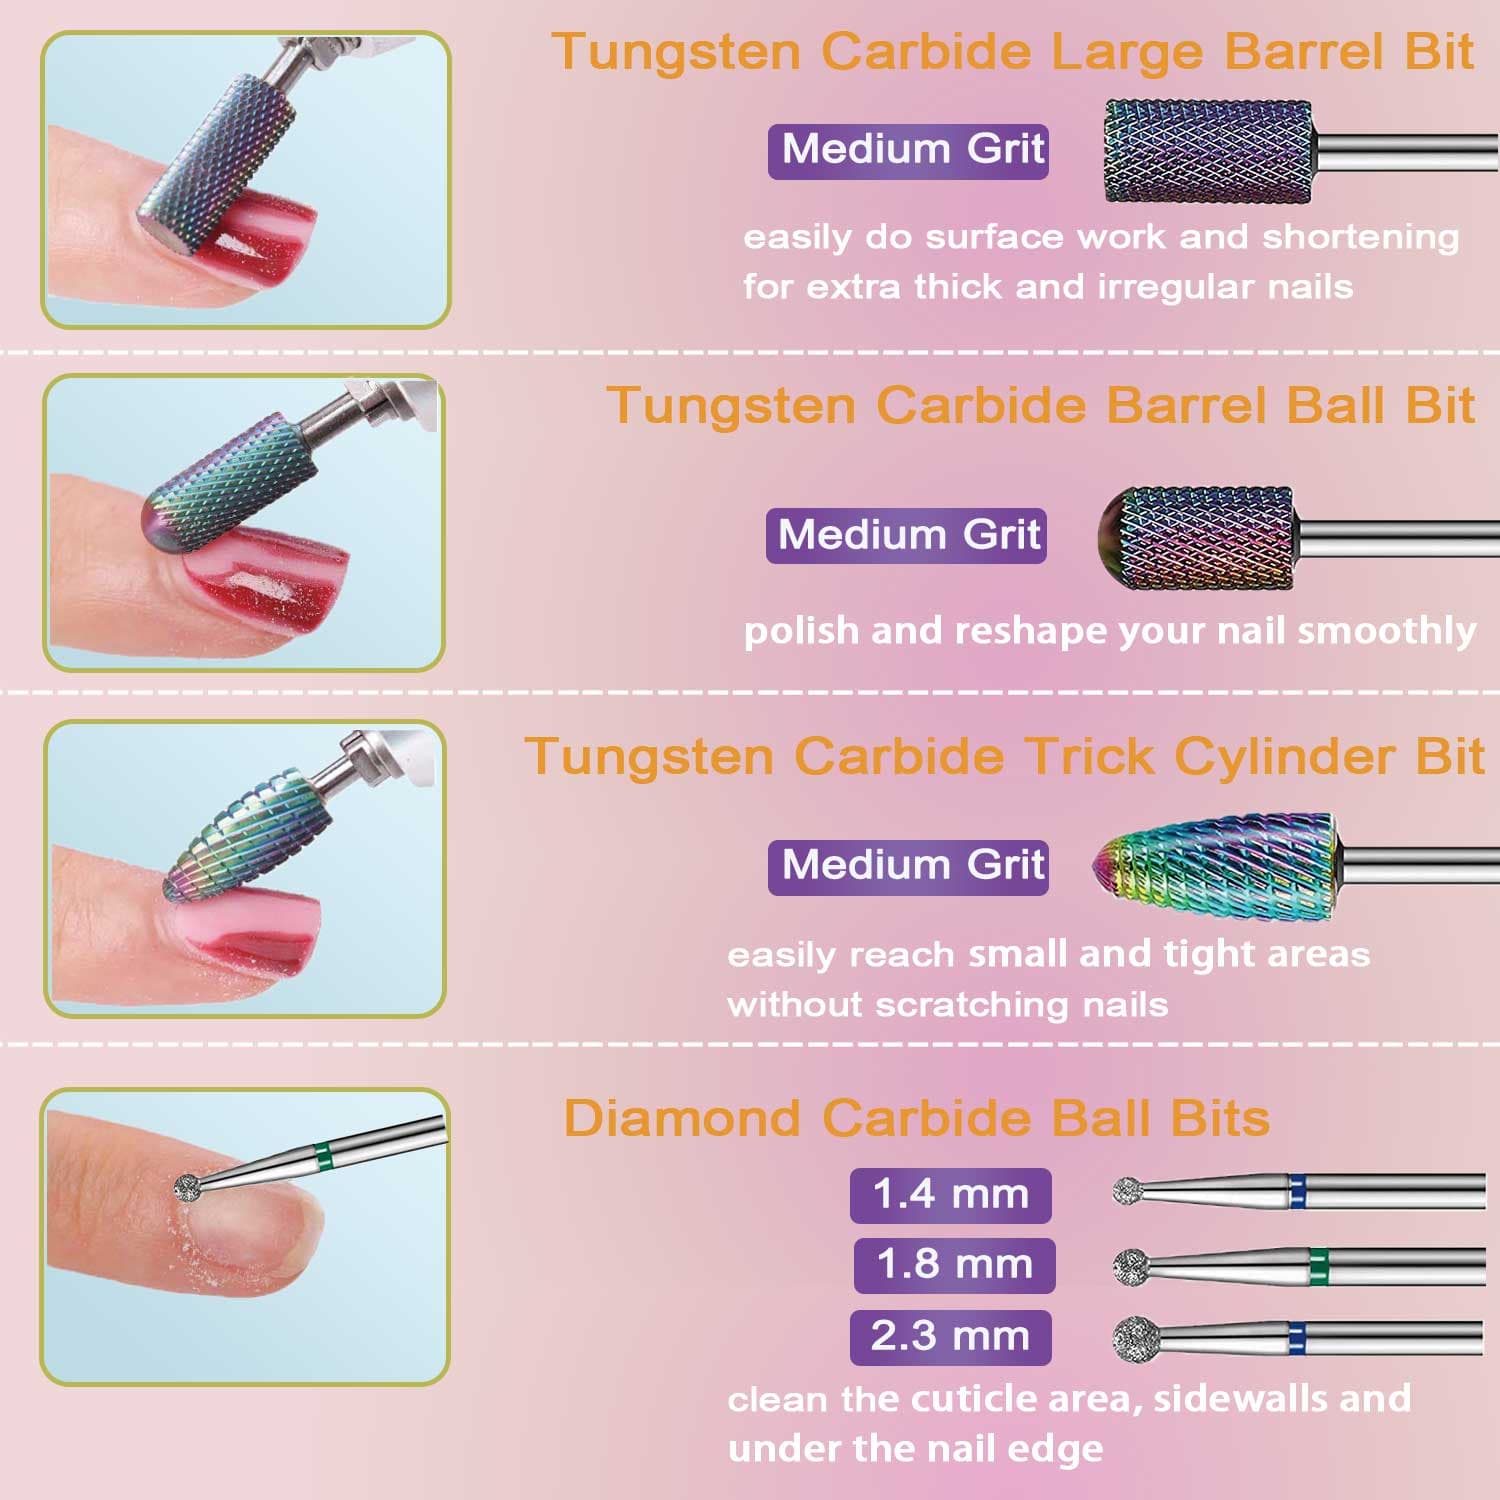 Tungsten Carbide Large Barrel Bit
Medium Grit
easily do surface work and shortening
for extra thick and irregular nails
Tungsten Carbide Barrel Ball Bit
Medium Grit
polish and reshape your nail smoothly
Tungsten Carbide Trick Cylinder Bit
Medium Grit
easily reach small and tight areas
without scratching nails
Diamond Carbide Ball Bits
1.4 mm
1.8 mm
2.3 mm
clean the cuticle area, sidewalls and
under the nail edge